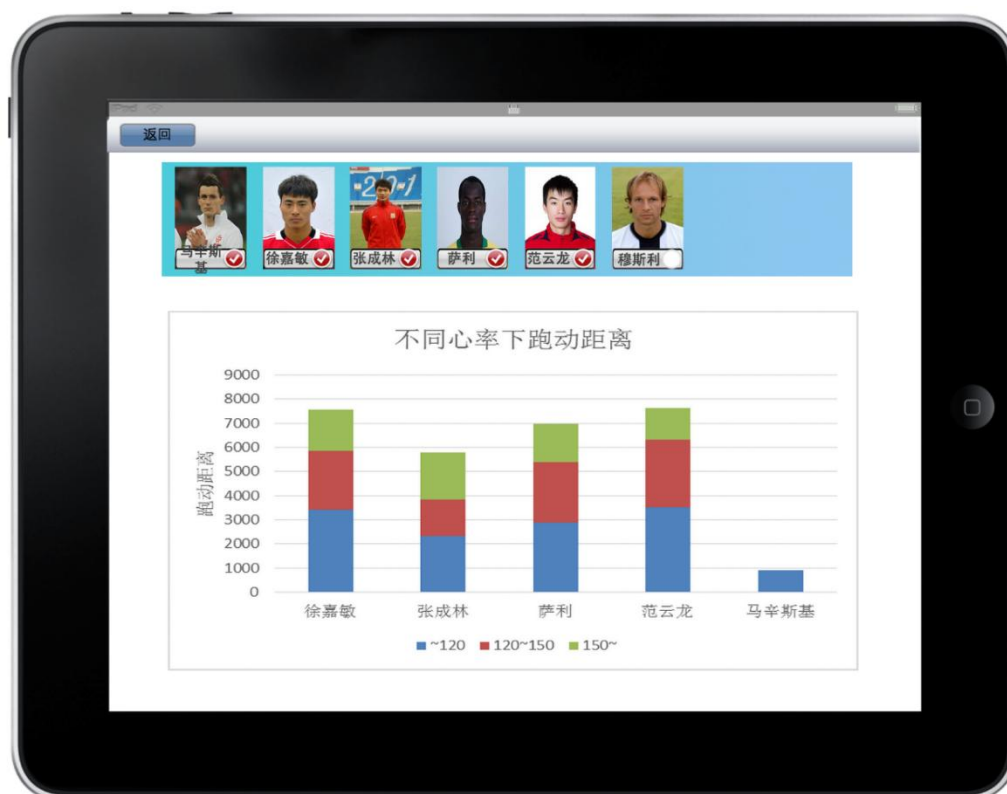 iPad
返回
马辛斯
基
徐嘉敏
张成林
萨利
范云龙
穆斯利
不同心率下跑动距离
9000
8000
7000
6000
5000
4000
3000
2000
1000
0
跑动距离
徐嘉敏 张成林 萨利 范云龙 马辛斯基
~120 120~150 150~